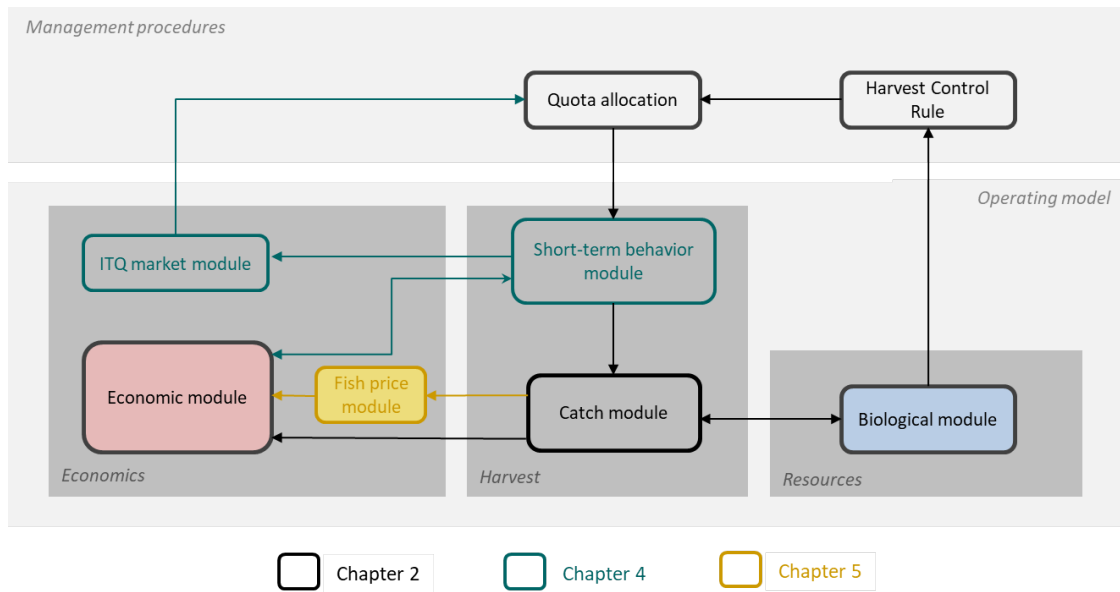 Management procedures
Quota allocation
Harvest Control
Rule
Operating model
ITQ market module
Short-term behavior
module
Economic module
Fish price
module
Catch module
Biological module
Economics
Harvest
Resources
Chapter 2
Chapter 4
Chapter 5